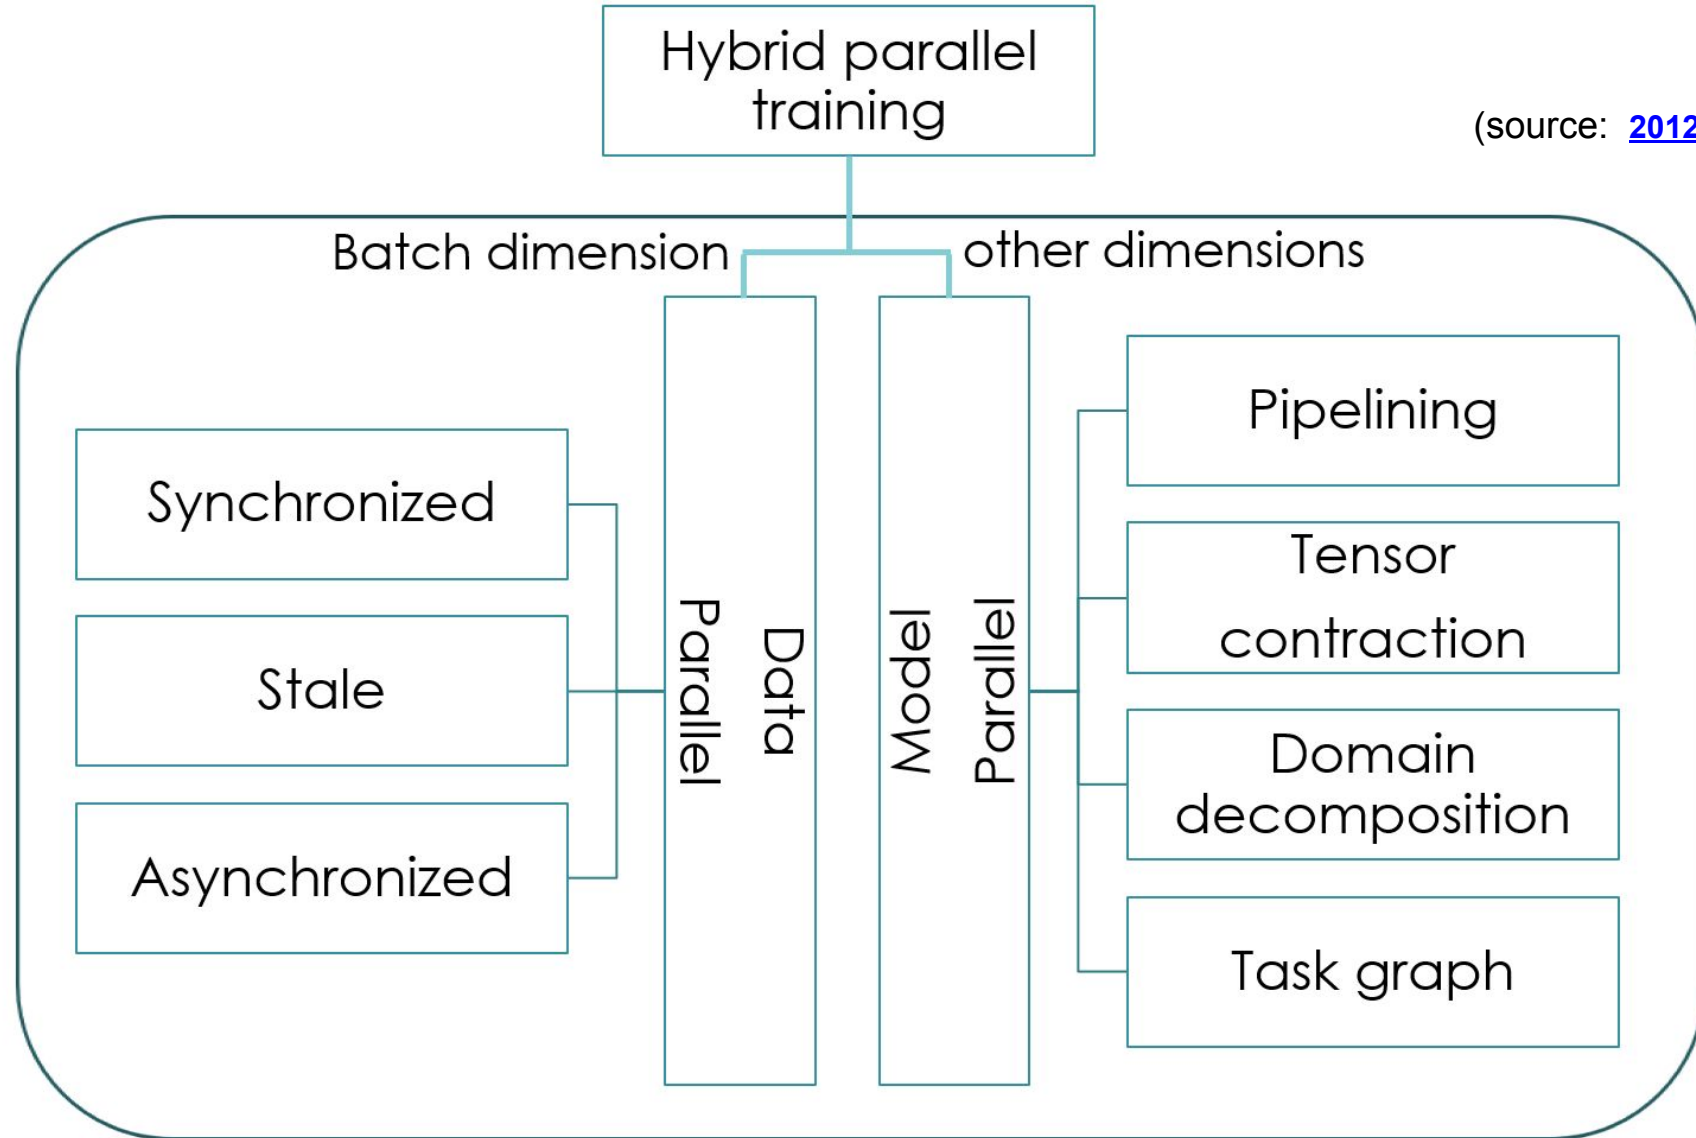 Hybrid parallel
training
(source: 2012
Batch dimension
other dimensions
Synchronized
Stale
Asynchronized
Data
Parallel
Model
Parallel
Pipelining
Tensor
contraction
Domain
decomposition
Task graph